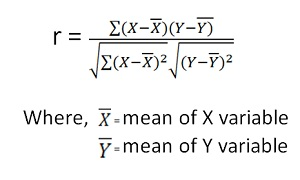 r = Σ(X−X̅)(Y−Y̅) / √Σ(X−X̅)² √(Y−Y̅)²
Where, X̅ = mean of X variable
Y̅ = mean of Y variable